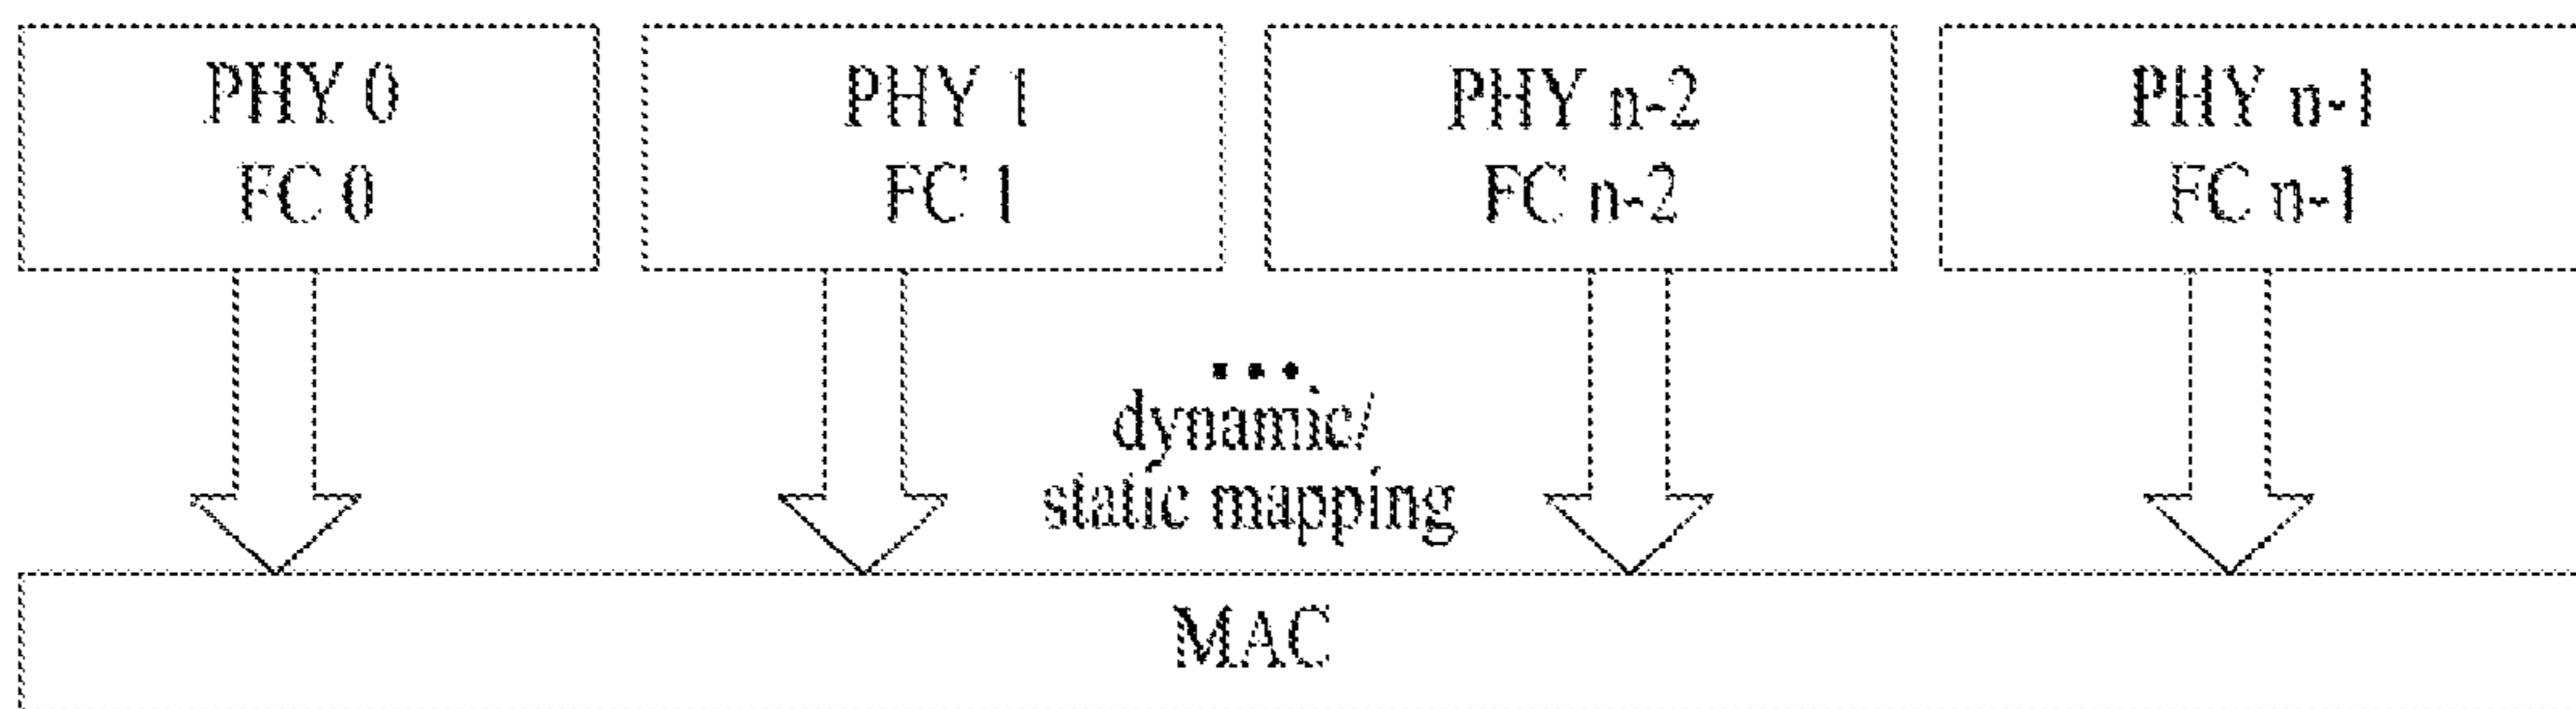 PHY 0
FC 0
PHY 1
FC 1
PHY n-2
FC n-2
PHY n-1
FC n-1
...
dynamic/
static mapping
MAC